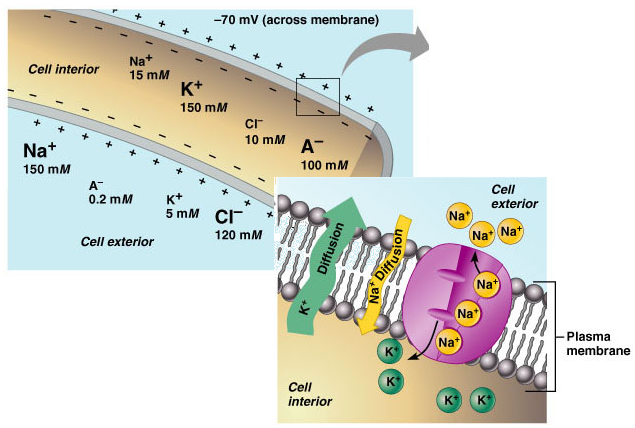 –70 mV (across membrane)
Cell interior
Na+
15 mM
K+
150 mM
Cl–
10 mM
A–
100 mM
Na+
150 mM
A–
0.2 mM
K+
5 mM
Cl–
120 mM
Cell exterior
Cell
exterior
Na+
Na+
Na+
Diffusion
K+
Na+ Diffusion
Na+
Na+
Na+
K+
K+
K+
K+
Plasma
membrane
Cell
interior